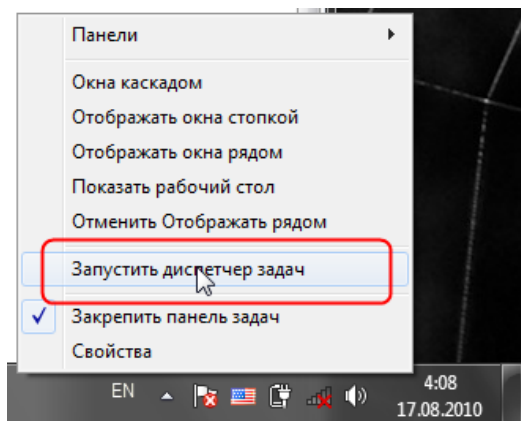 Панели
Окна каскадом
Отображать окна стопкой
Отображать окна рядом
Показать рабочий стол
Отменить Отображать рядом
Запустить диспетчер задач
Закрепить панель задач
Свойства
EN
4:08
17.08.2010